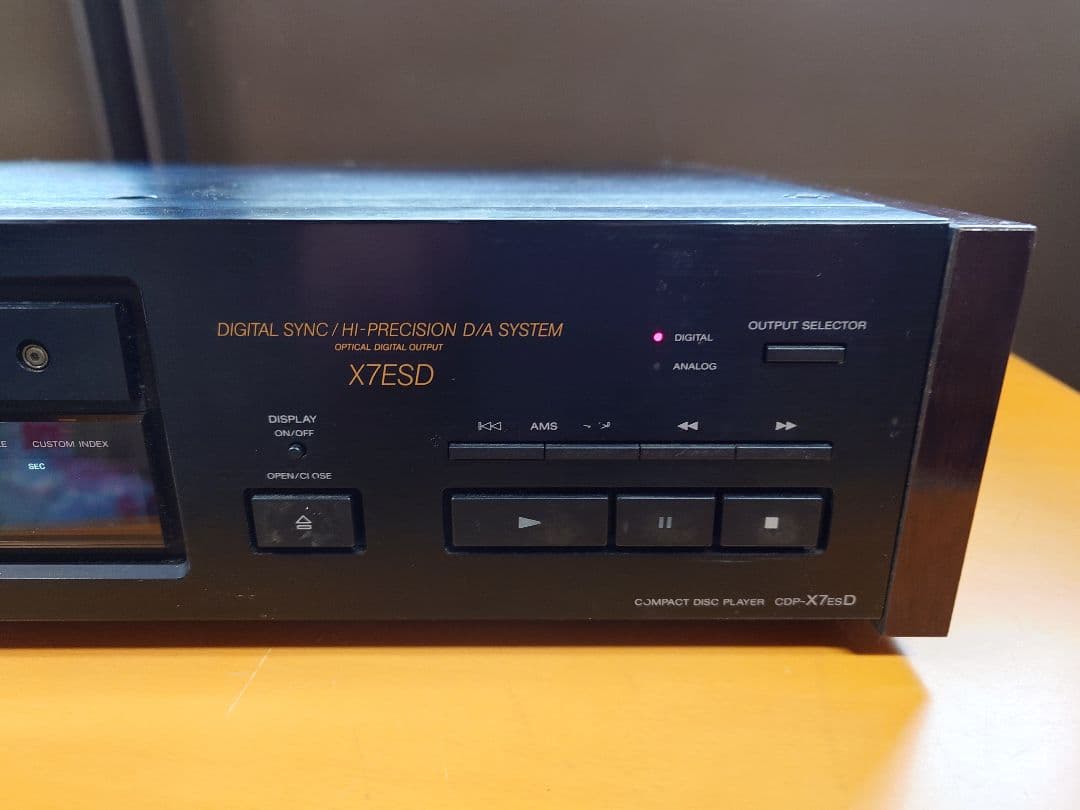 DIGITAL SYNC / HI-PRECISION D/A SYSTEM
OPTICAL DIGITAL OUTPUT
X7ESD
DIGITAL
ANALOG
OUTPUT SELECTOR
DISPLAY
ON/OFF
OPEN/CLOSE
AMS
CUSTOM INDEX
SEC
COMPACT DISC PLAYER CDP-X7ESD